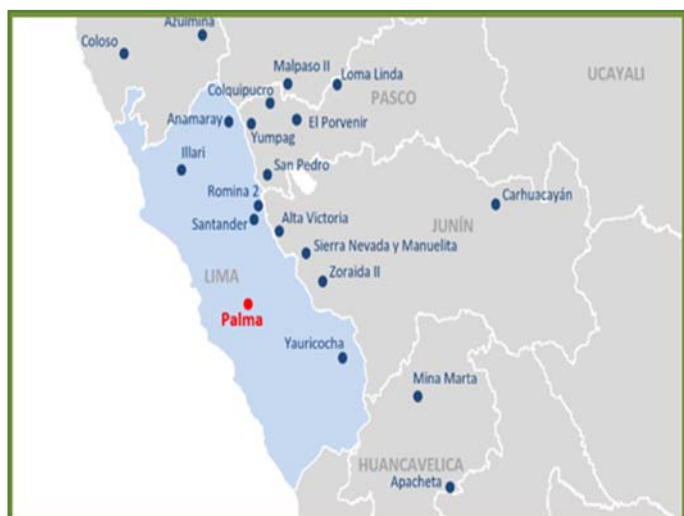 Azulmina
Coloso
Malpaso II
Loma Linda
UCAYALI
Colquipucro
PASCO
Anamaray
Yumpag
El Porvenir
Illari
San Pedro
Romina 2
Carhuacayán
Santander
Alta Victoria
JUNÍN
Sierra Nevada y Manuelita
LIMA
Zoraida II
Palma
Yauricocha
Mina Marta
HUANCAVELICA
Apacheta